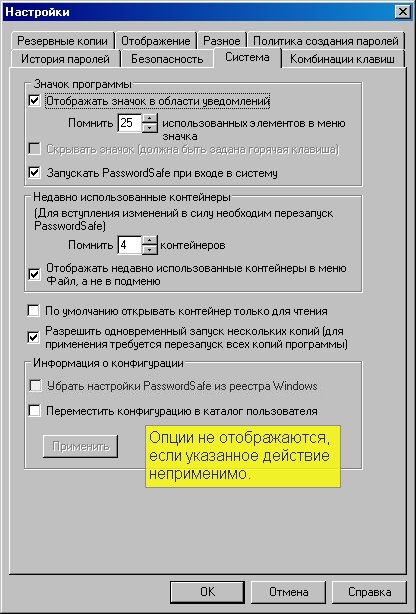 Настройки
Резервные копии Отображение Разное Политика создания паролей
История паролей Безопасность Система Комбинации клавиш
Значок программы
Отображать значок в области уведомлений
Помнить 25 использованных элементов в меню
значка
Скрывать значок (должна быть задана горячая клавиша)
Запускать PasswordSafe при входе в систему
Недавно использованные контейнеры
(Для вступления изменений в силу необходим перезапуск
PasswordSafe)
Помнить 4 контейнеров
Отображать недавно использованные контейнеры в меню
Файл, а не в подменю
По умолчанию открывать контейнер только для чтения
Разрешить одновременный запуск нескольких копий (для
применения требуется перезапуск всех копий программы)
Информация о конфигурации
Убрать настройки PasswordSafe из реестра Windows
Переместить конфигурацию в каталог пользователя
Применить
Опции не отображаются,
если указанное действие
неприменимо.
OK Отмена Справка